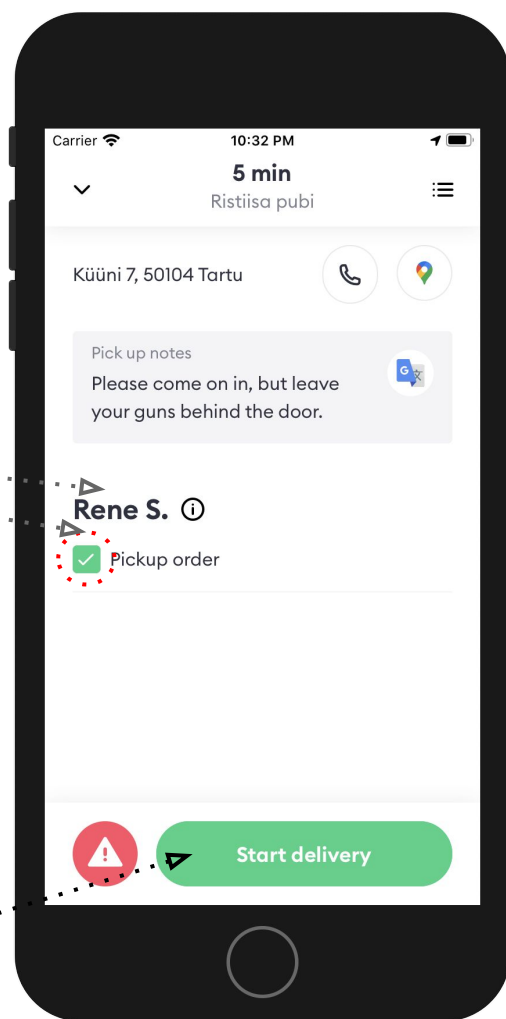 Carrier 10:32 PM
5 min
Ristiisa pubi
Küüni 7, 50104 Tartu
Pick up notes
Please come on in, but leave
your guns behind the door.
Rene S.
Pickup order
Start delivery